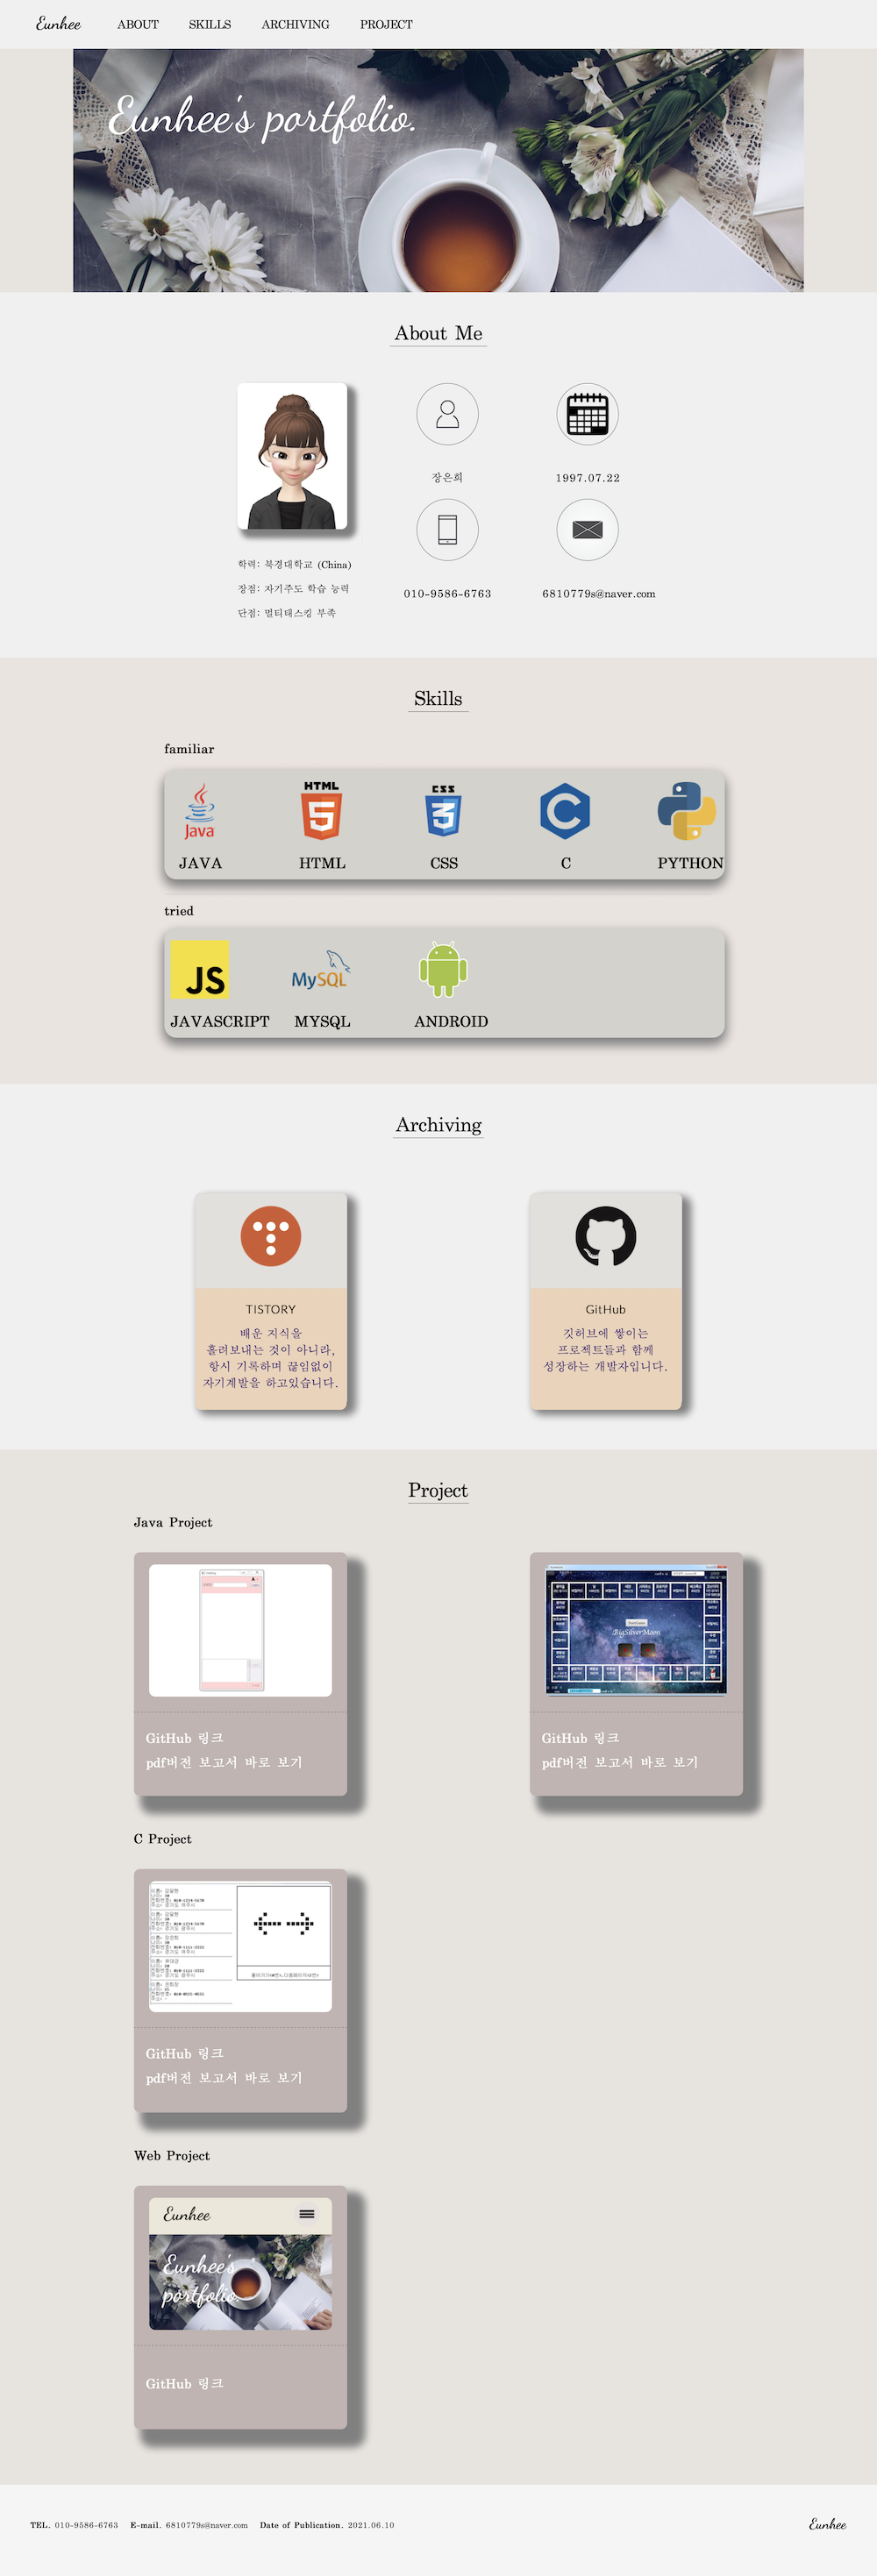 Eunhee ABOUT SKILLS ARCHIVING PROJECT
Eunhee's portfolio.
About Me
장은희
1997.07.22
학력: 북경대학교 (China)
장점: 자기주도 학습 능력
단점: 멀티태스킹 부족
010-9586-6763
6810779s@naver.com
Skills
familiar
Java
HTML
5
CSS
3
C
JAVA HTML CSS C PYTHON
tried
JS
MySQL
JAVASCRIPT MYSQL ANDROID
Archiving
TISTORY
배운 지식을
흘려보내는 것이 아니라,
항시 기록하며 끊임없이
자기계발을 하고있습니다.
GitHub
깃허브에 쌓이는
프로젝트들과 함께
성장하는 개발자입니다.
Project
Java Project
GitHub 링크
pdf버전 보고서 바로 보기
BigSilverMoon
GitHub 링크
pdf버전 보고서 바로 보기
C Project
GitHub 링크
pdf버전 보고서 바로 보기
Web Project
Eunhee
Eunhee's
portfolio.
GitHub 링크
TEL. 010-9586-6763 E-mail. 6810779s@naver.com Date of Publication. 2021.06.10
Eunhee